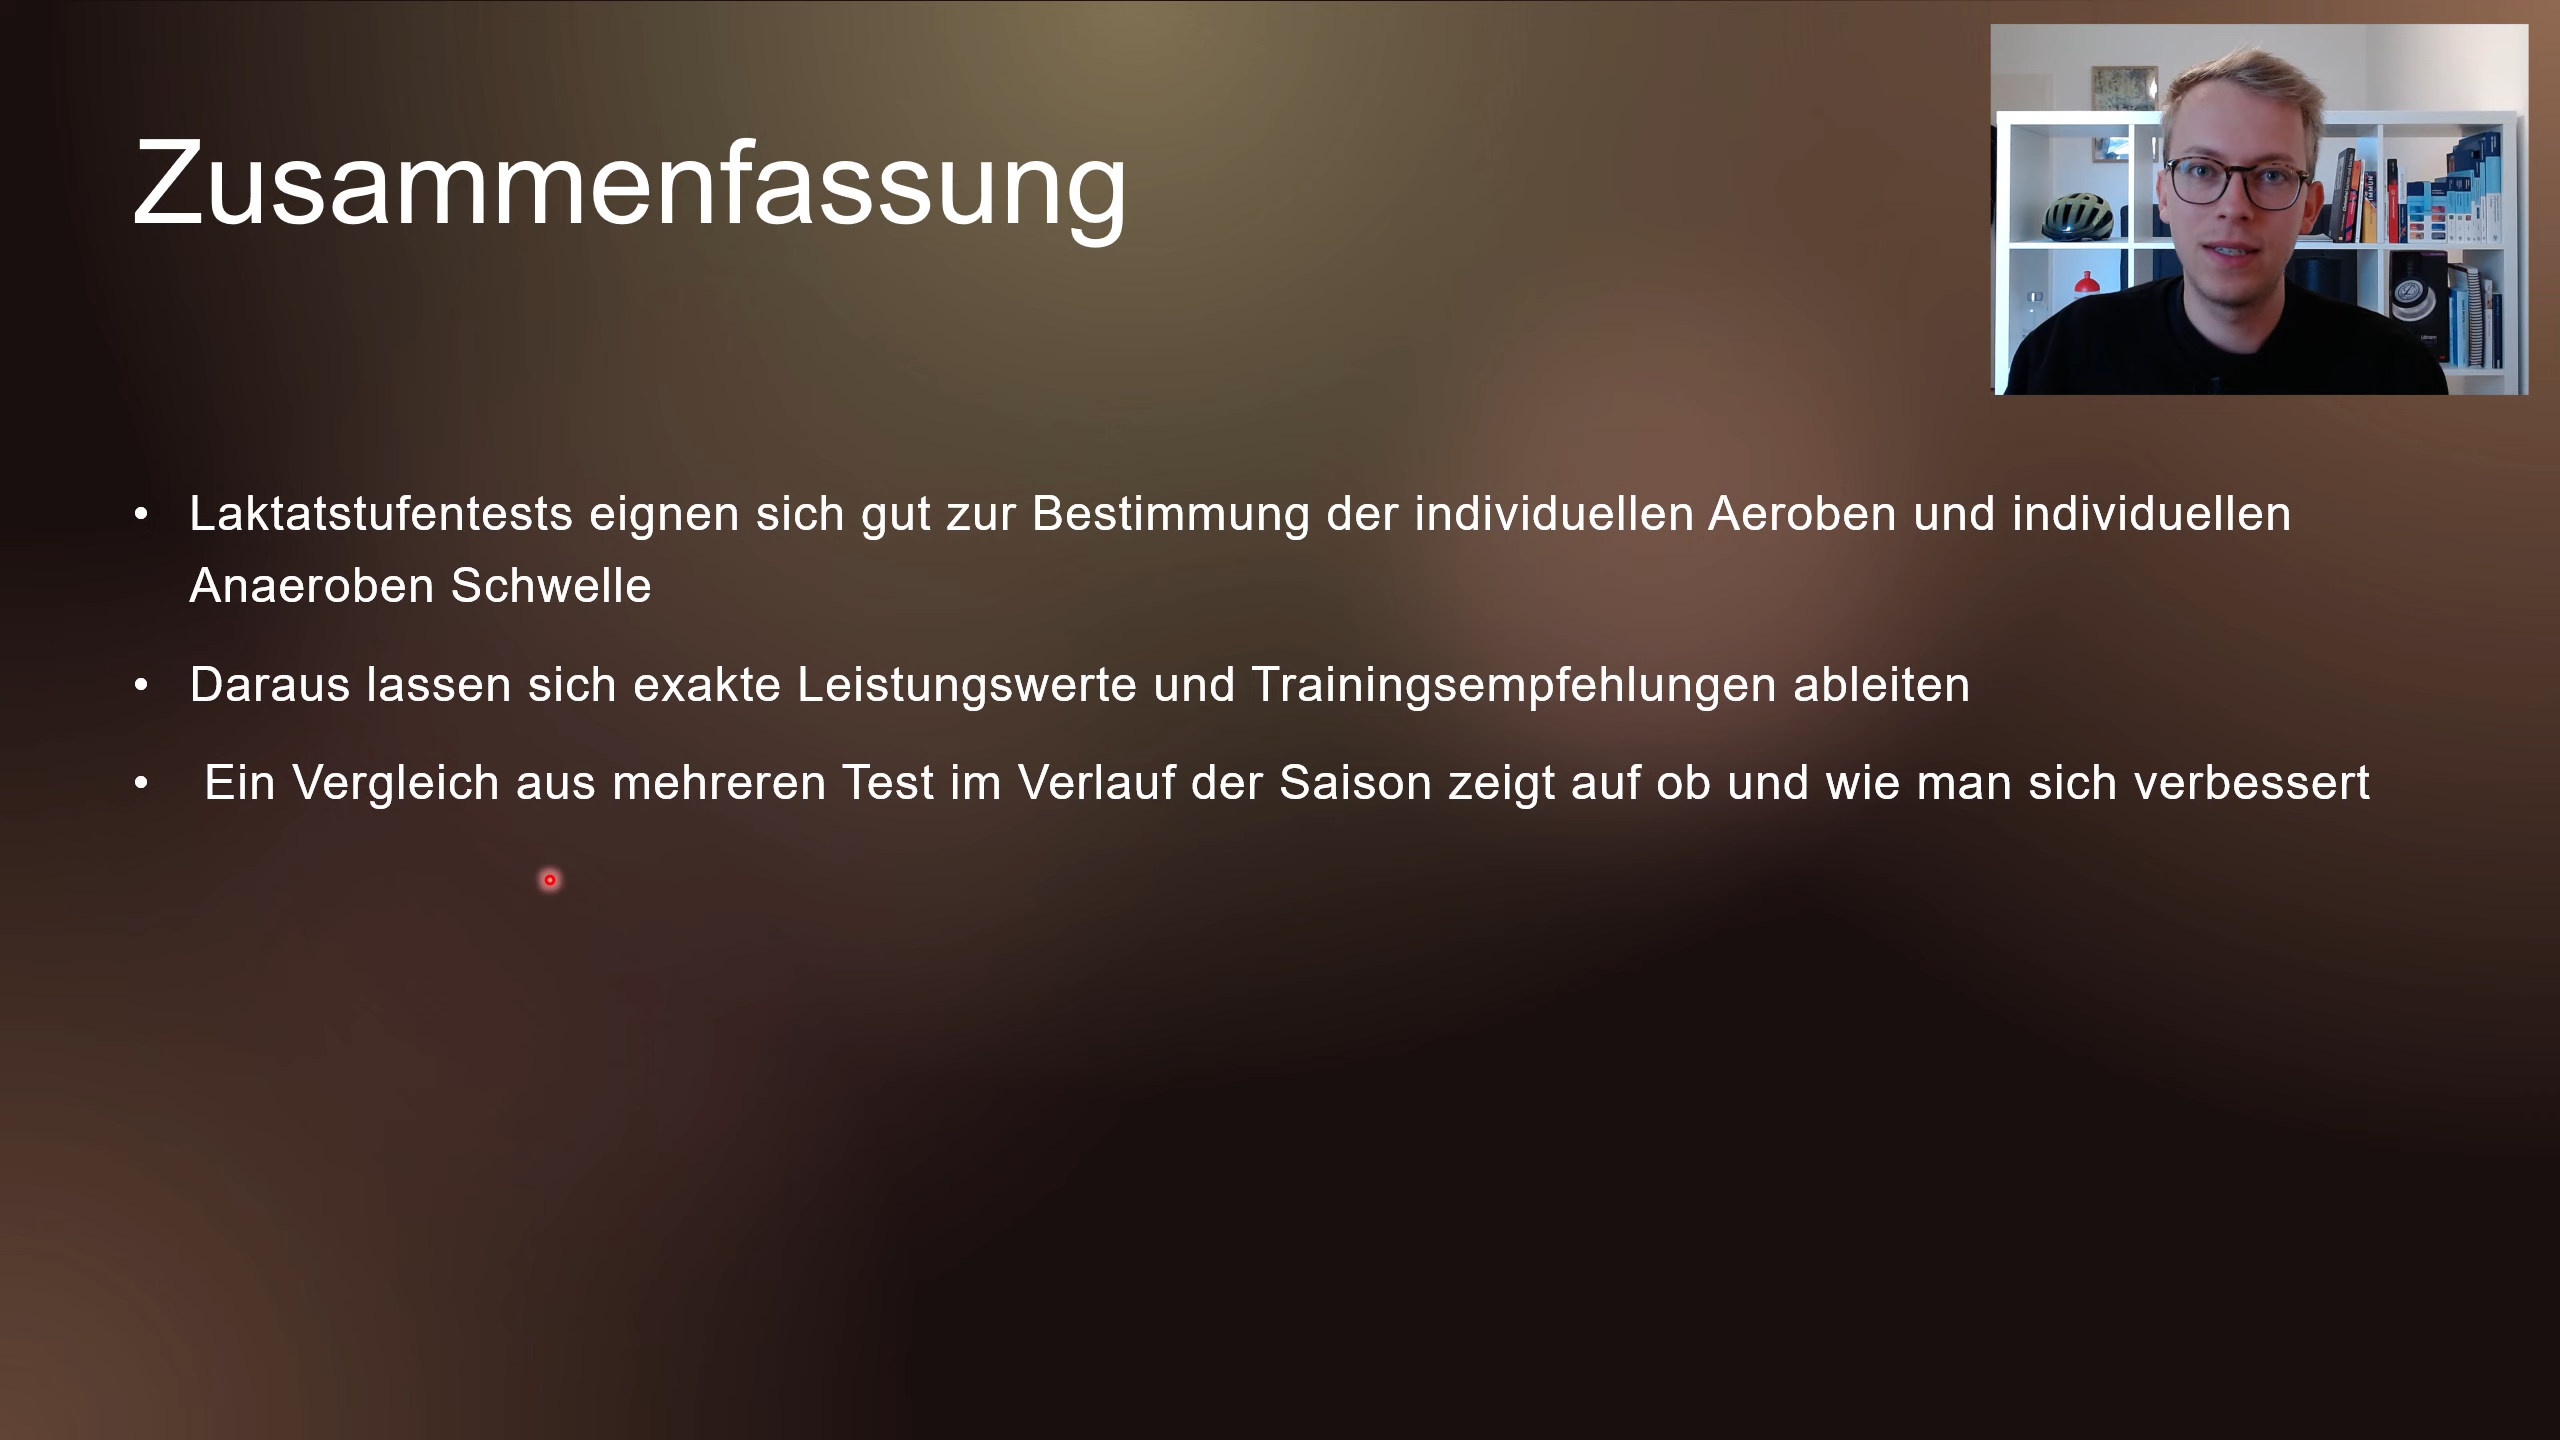 Zusammenfassung
• Laktatstufentests eignen sich gut zur Bestimmung der individuellen Aeroben und individuellen
Anaeroben Schwelle
• Daraus lassen sich exakte Leistungswerte und Trainingsempfehlungen ableiten
• Ein Vergleich aus mehreren Test im Verlauf der Saison zeigt auf ob und wie man sich verbessert